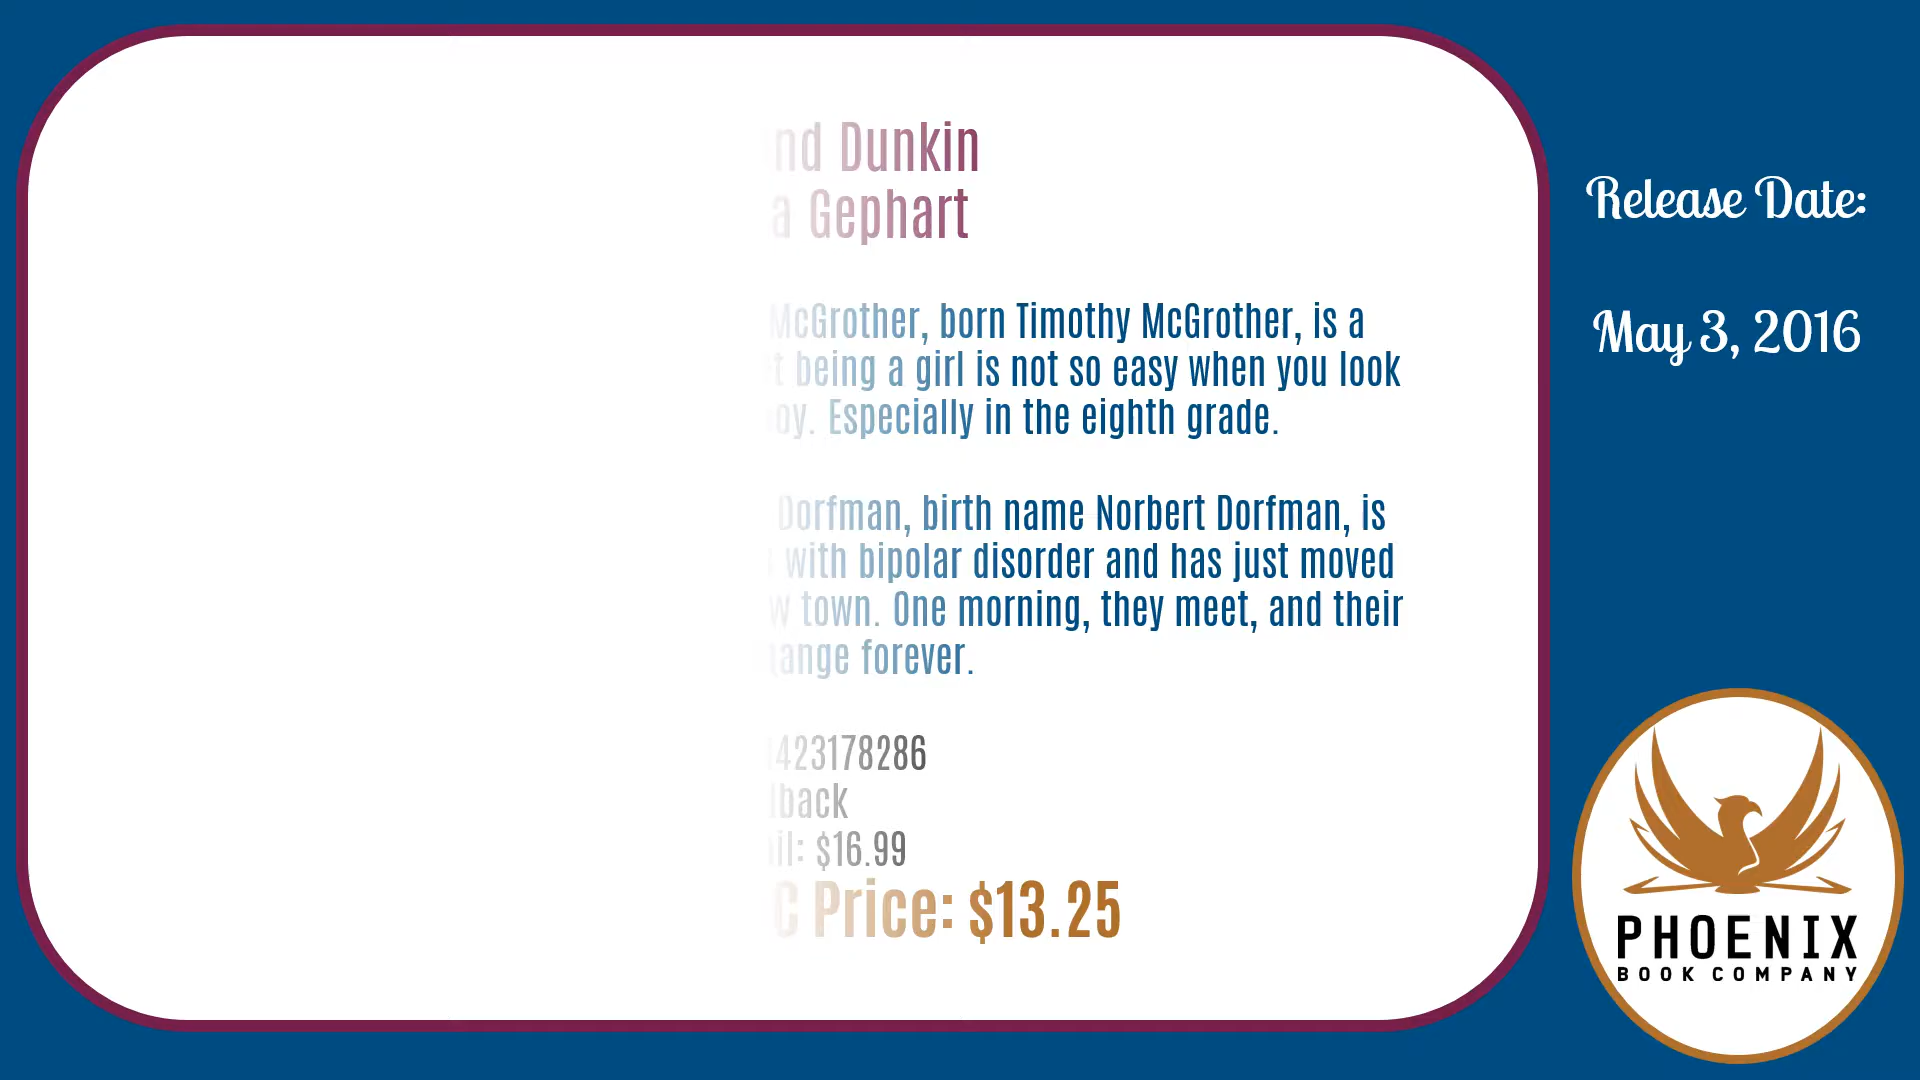 nd Dunkin
a Gephart
McGrother, born Timothy McGrother, is a
being a girl is not so easy when you look
oy. Especially in the eighth grade.
Dorfman, birth name Norbert Dorfman, is
with bipolar disorder and has just moved
w town. One morning, they meet, and their
ange forever.
423178286
back
il: $16.99
C Price: $13.25
Release Date:
May 3, 2016
PHOENIX
BOOK COMPANY